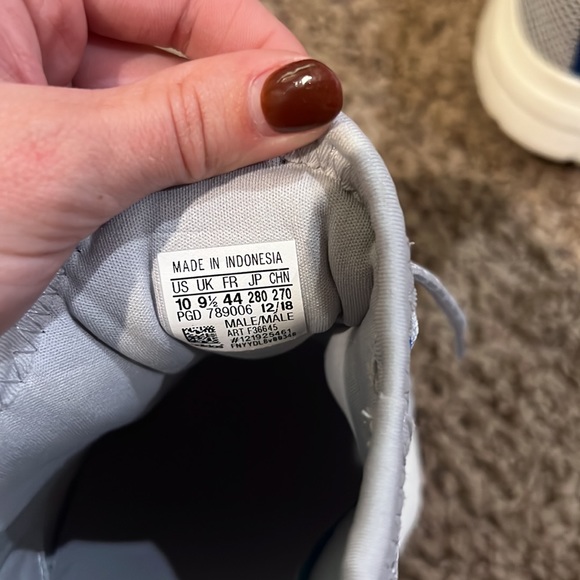 MADE IN INDONESIA
US UK FR JP CHN
10 9½ 44 280 270
PGD 789006 12/18
MALE/MALE
ART F36645
#121925461